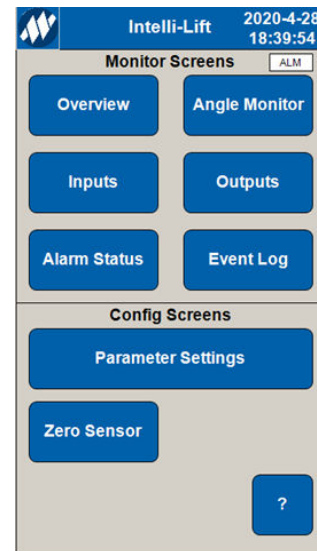 Intelli-Lift
2020-4-28
18:39:54
Monitor Screens
ALM
Overview
Angle Monitor
Inputs
Outputs
Alarm Status
Event Log
Config Screens
Parameter Settings
Zero Sensor
?